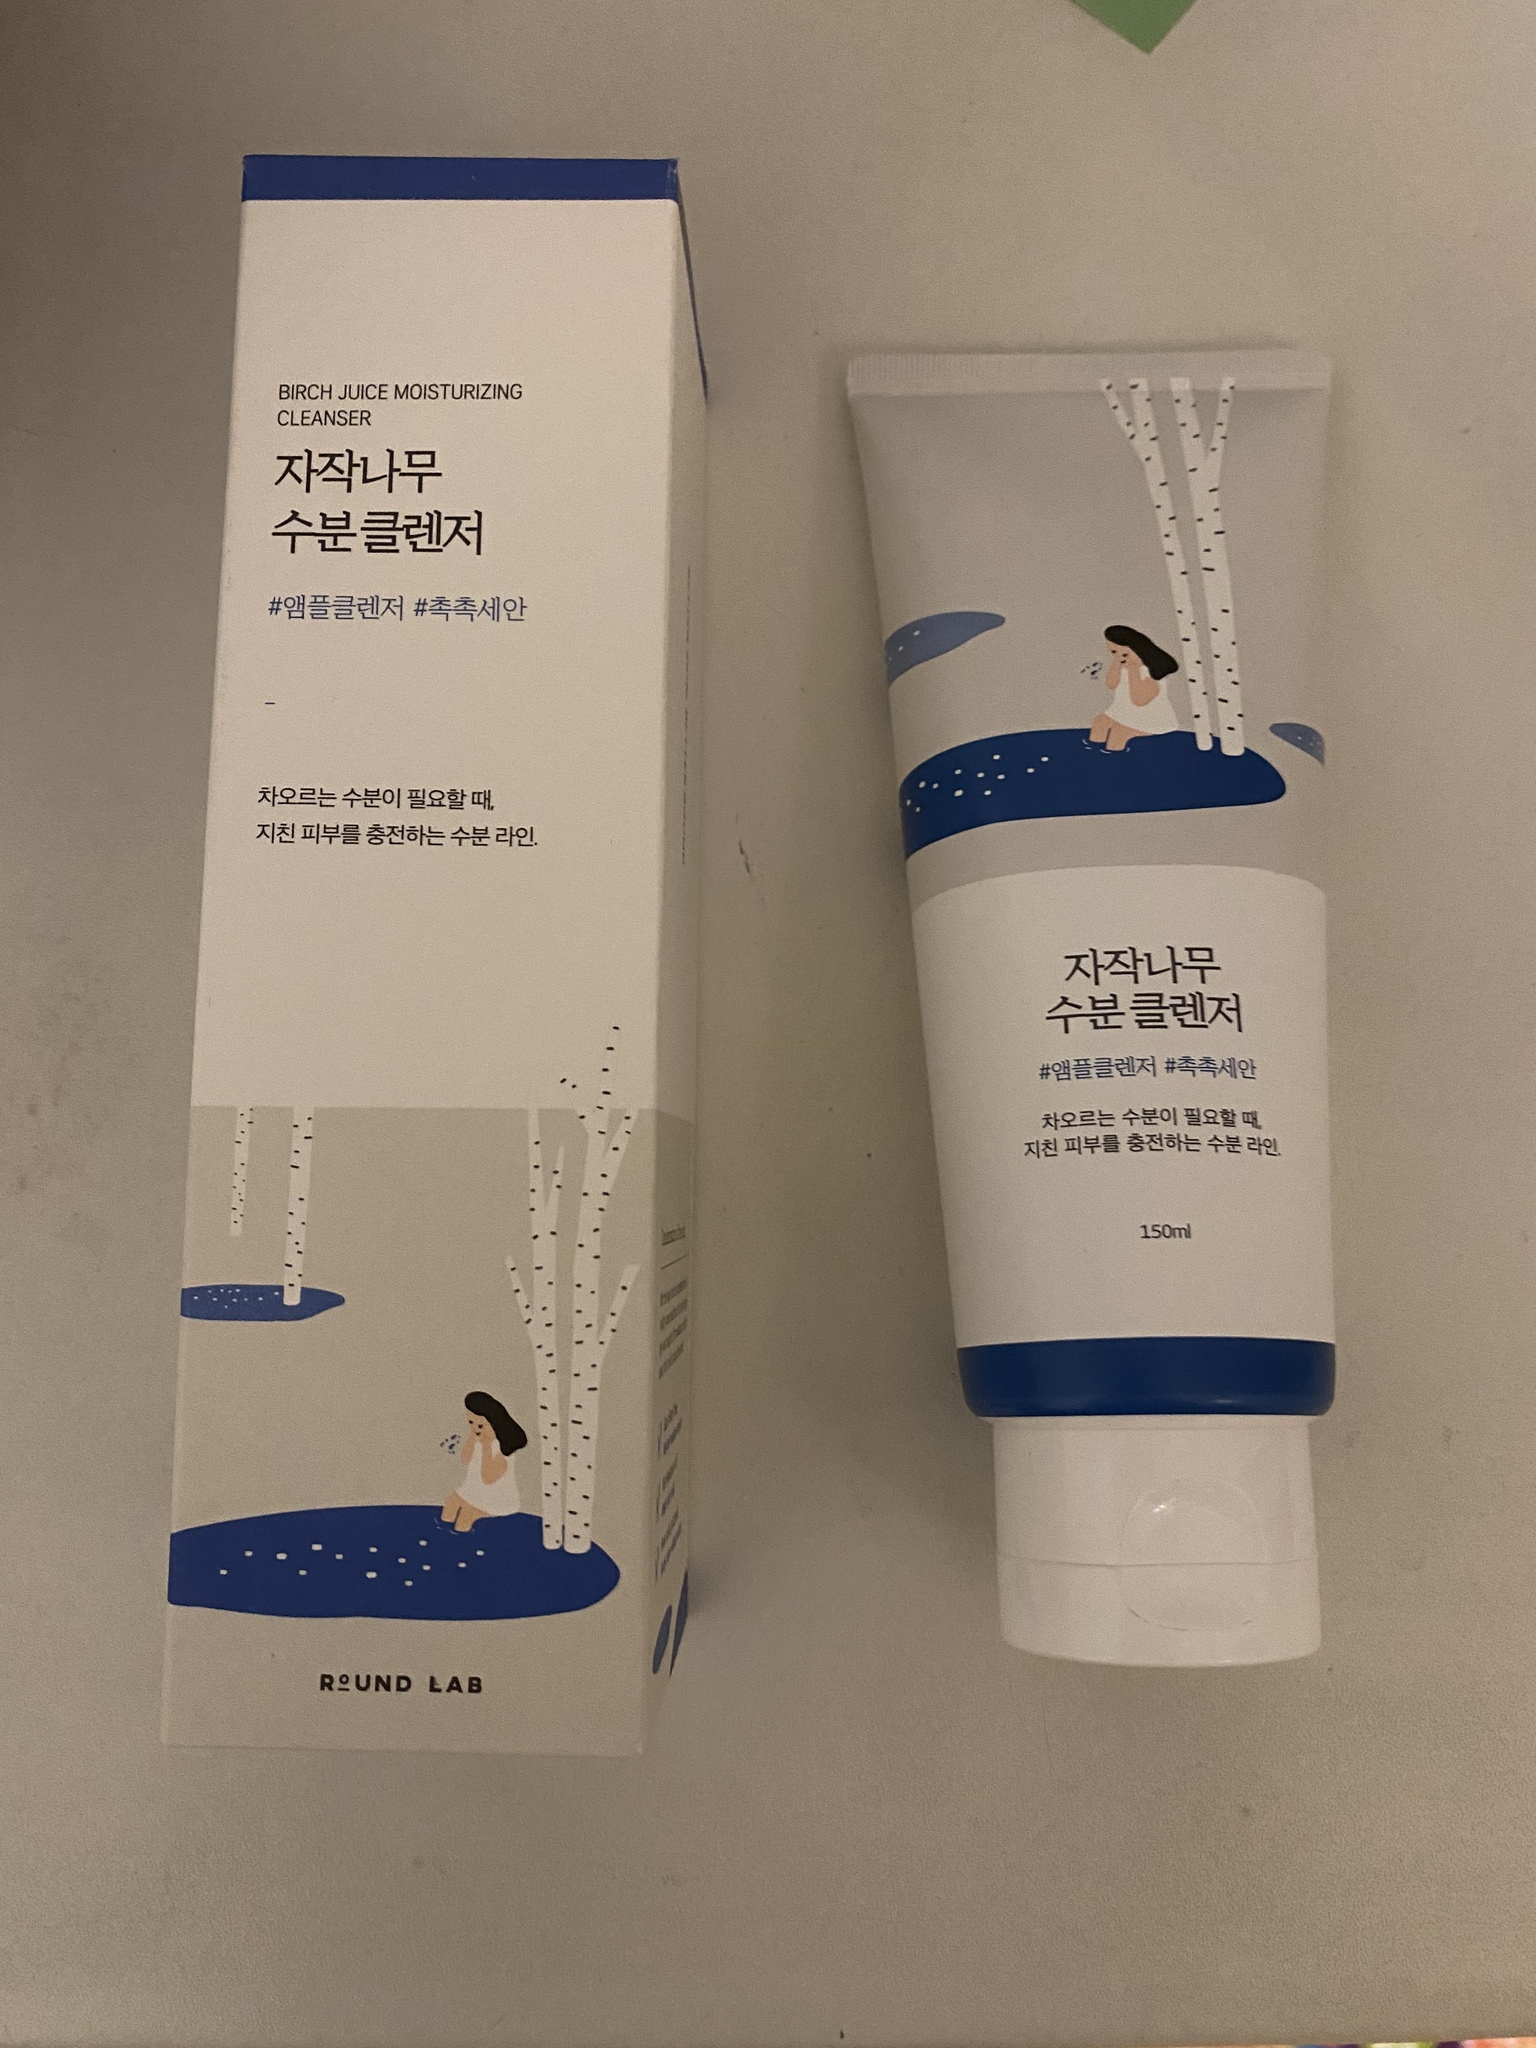 BIRCH JUICE MOISTURIZING
CLEANSER
자작나무
수분 클렌저
#앰플클렌저 #촉촉세안
–
차오르는 수분이 필요할 때,
지친 피부를 충전하는 수분 라인.
ROUND LAB
자작나무
수분 클렌저
#앰플클렌저 #촉촉세안
차오르는 수분이 필요할 때,
지친 피부를 충전하는 수분 라인.
150ml